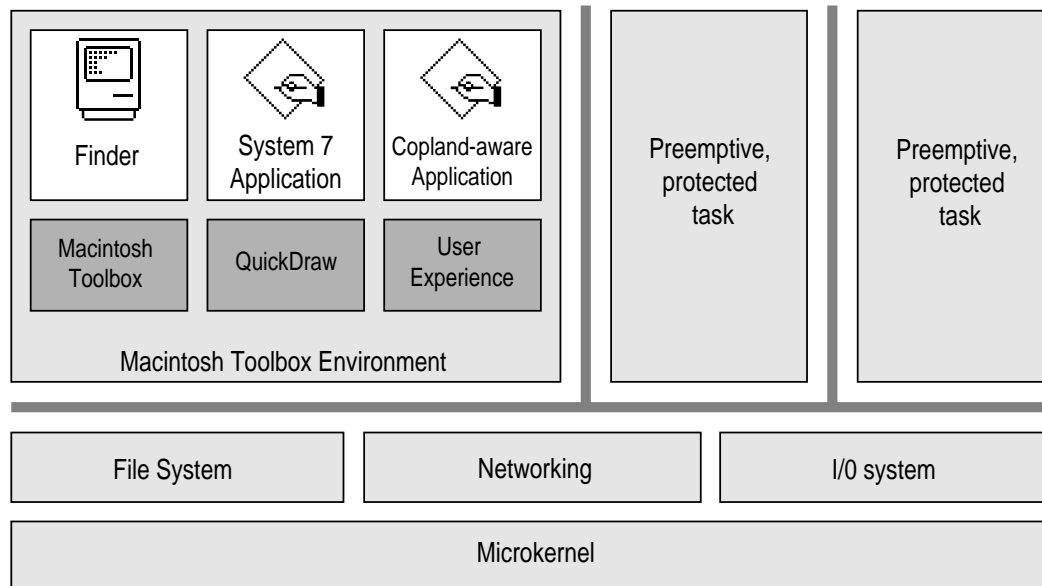 Finder
System 7
Application
Copland-aware
Application
Macintosh
Toolbox
QuickDraw
User
Experience
Macintosh Toolbox Environment
Preemptive,
protected
task
Preemptive,
protected
task
File System
Networking
I/0 system
Microkernel